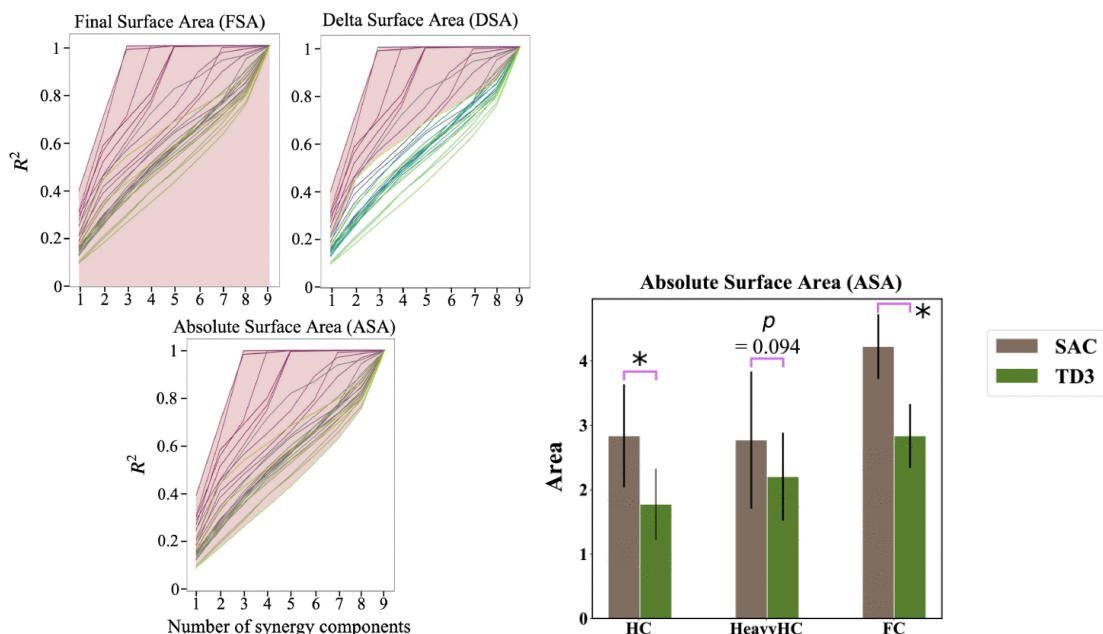 Final Surface Area (FSA)
Delta Surface Area (DSA)
R²
1
0.8
0.6
0.4
0.2
0
1 2 3 4 5 6 7 8 9
1
0.8
0.6
0.4
0.2
0
1 2 3 4 5 6 7 8 9
Absolute Surface Area (ASA)
R²
1
0.8
0.6
0.4
0.2
0
1 2 3 4 5 6 7 8 9
Number of synergy components
Absolute Surface Area (ASA)
Area
4
3
2
1
0
*
p
= 0.094
*
HC HeavyHC FC
SAC
TD3